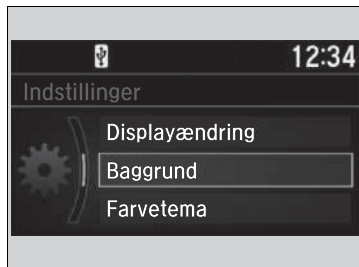 12:34
Indstillinger
Displayændring
Baggrund
Farvetema